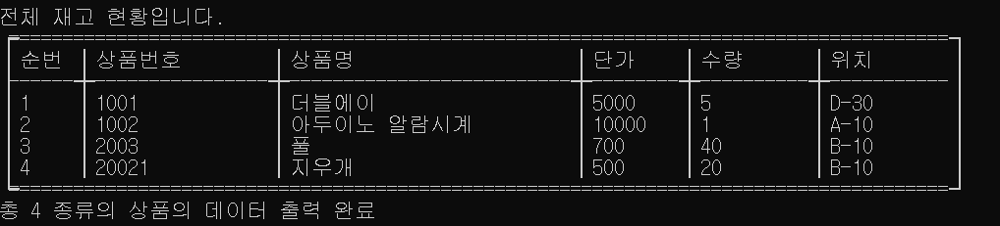 전체 재고 현황입니다.
순번 상품번호 상품명 단가 수량 위치
1 1001 더블에이 5000 5 D-30
2 1002 아두이노 알람시계 10000 1 A-10
3 2003 풀 700 40 B-10
4 20021 지우개 500 20 B-10
총 4 종류의 상품의 데이터 출력 완료